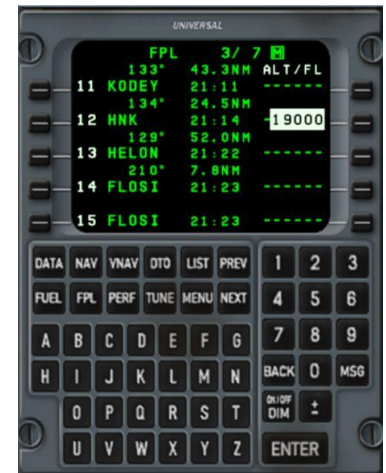 UNIVERSAL
FPL 3/ 7 M
133° 43.3NM ALT/FL
11 KODEY 21:11 ------
134° 24.5NM
12 HNK 21:14 -19000
129° 52.0NM
13 HELON 21:22 ------
210° 7.8NM
14 FLOSI 21:23 ------
15 FLOSI 21:23 ------
DATA NAV VNAV DTO LIST PREV 1 2 3
FUEL FPL PERF TUNE MENU NEXT 4 5 6
A B C D E F G 7 8 9
H I J K L M N BACK 0 MSG
O P Q R S T ON/OFF DIM ±
U V W X Y Z ENTER